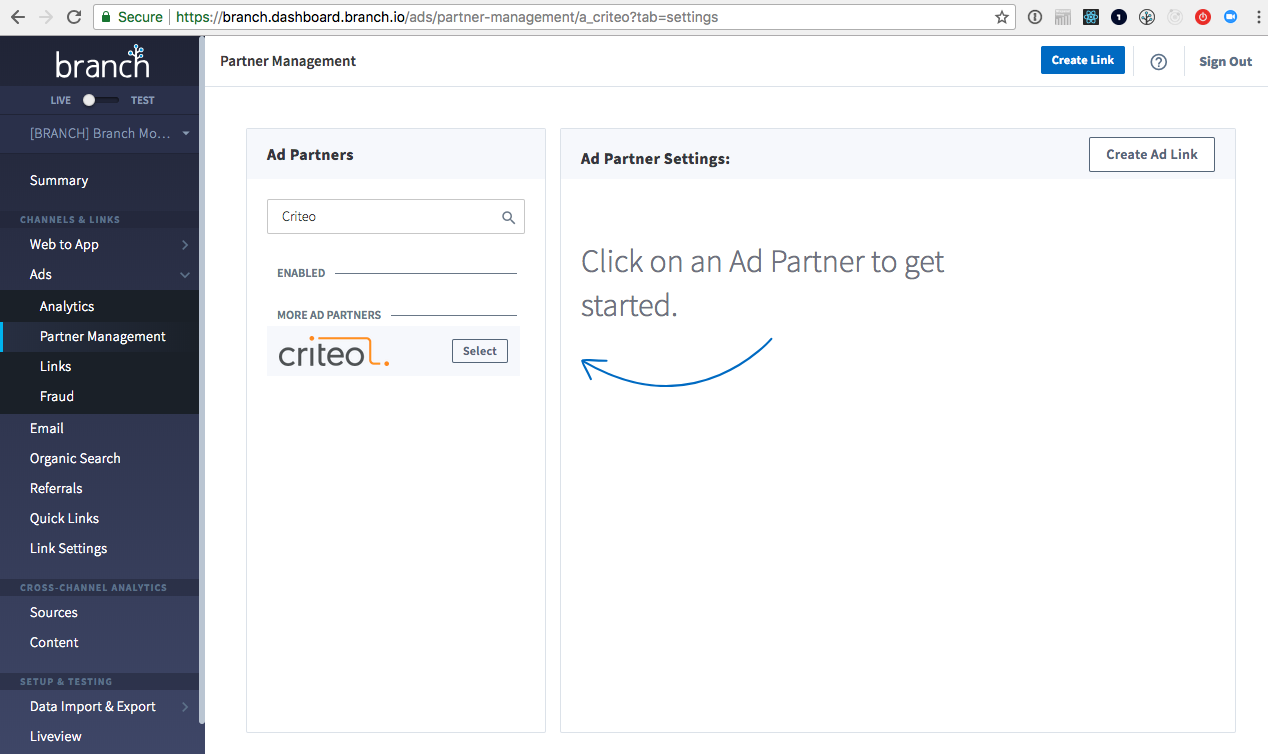 Secure
https://branch.dashboard.branch.io/ads/partner-management/a_criteo?tab=settings
branch
LIVE TEST
[BRANCH] Branch Mo...
Summary
CHANNELS & LINKS
Web to App
Ads
Analytics
Partner Management
Links
Fraud
Email
Organic Search
Referrals
Quick Links
Link Settings
CROSS-CHANNEL ANALYTICS
Sources
Content
SETUP & TESTING
Data Import & Export
Liveview
Partner Management
Create Link
?
Sign Out
Ad Partners
Criteo
ENABLED
MORE AD PARTNERS
criteo
Select
Ad Partner Settings:
Create Ad Link
Click on an Ad Partner to get
started.